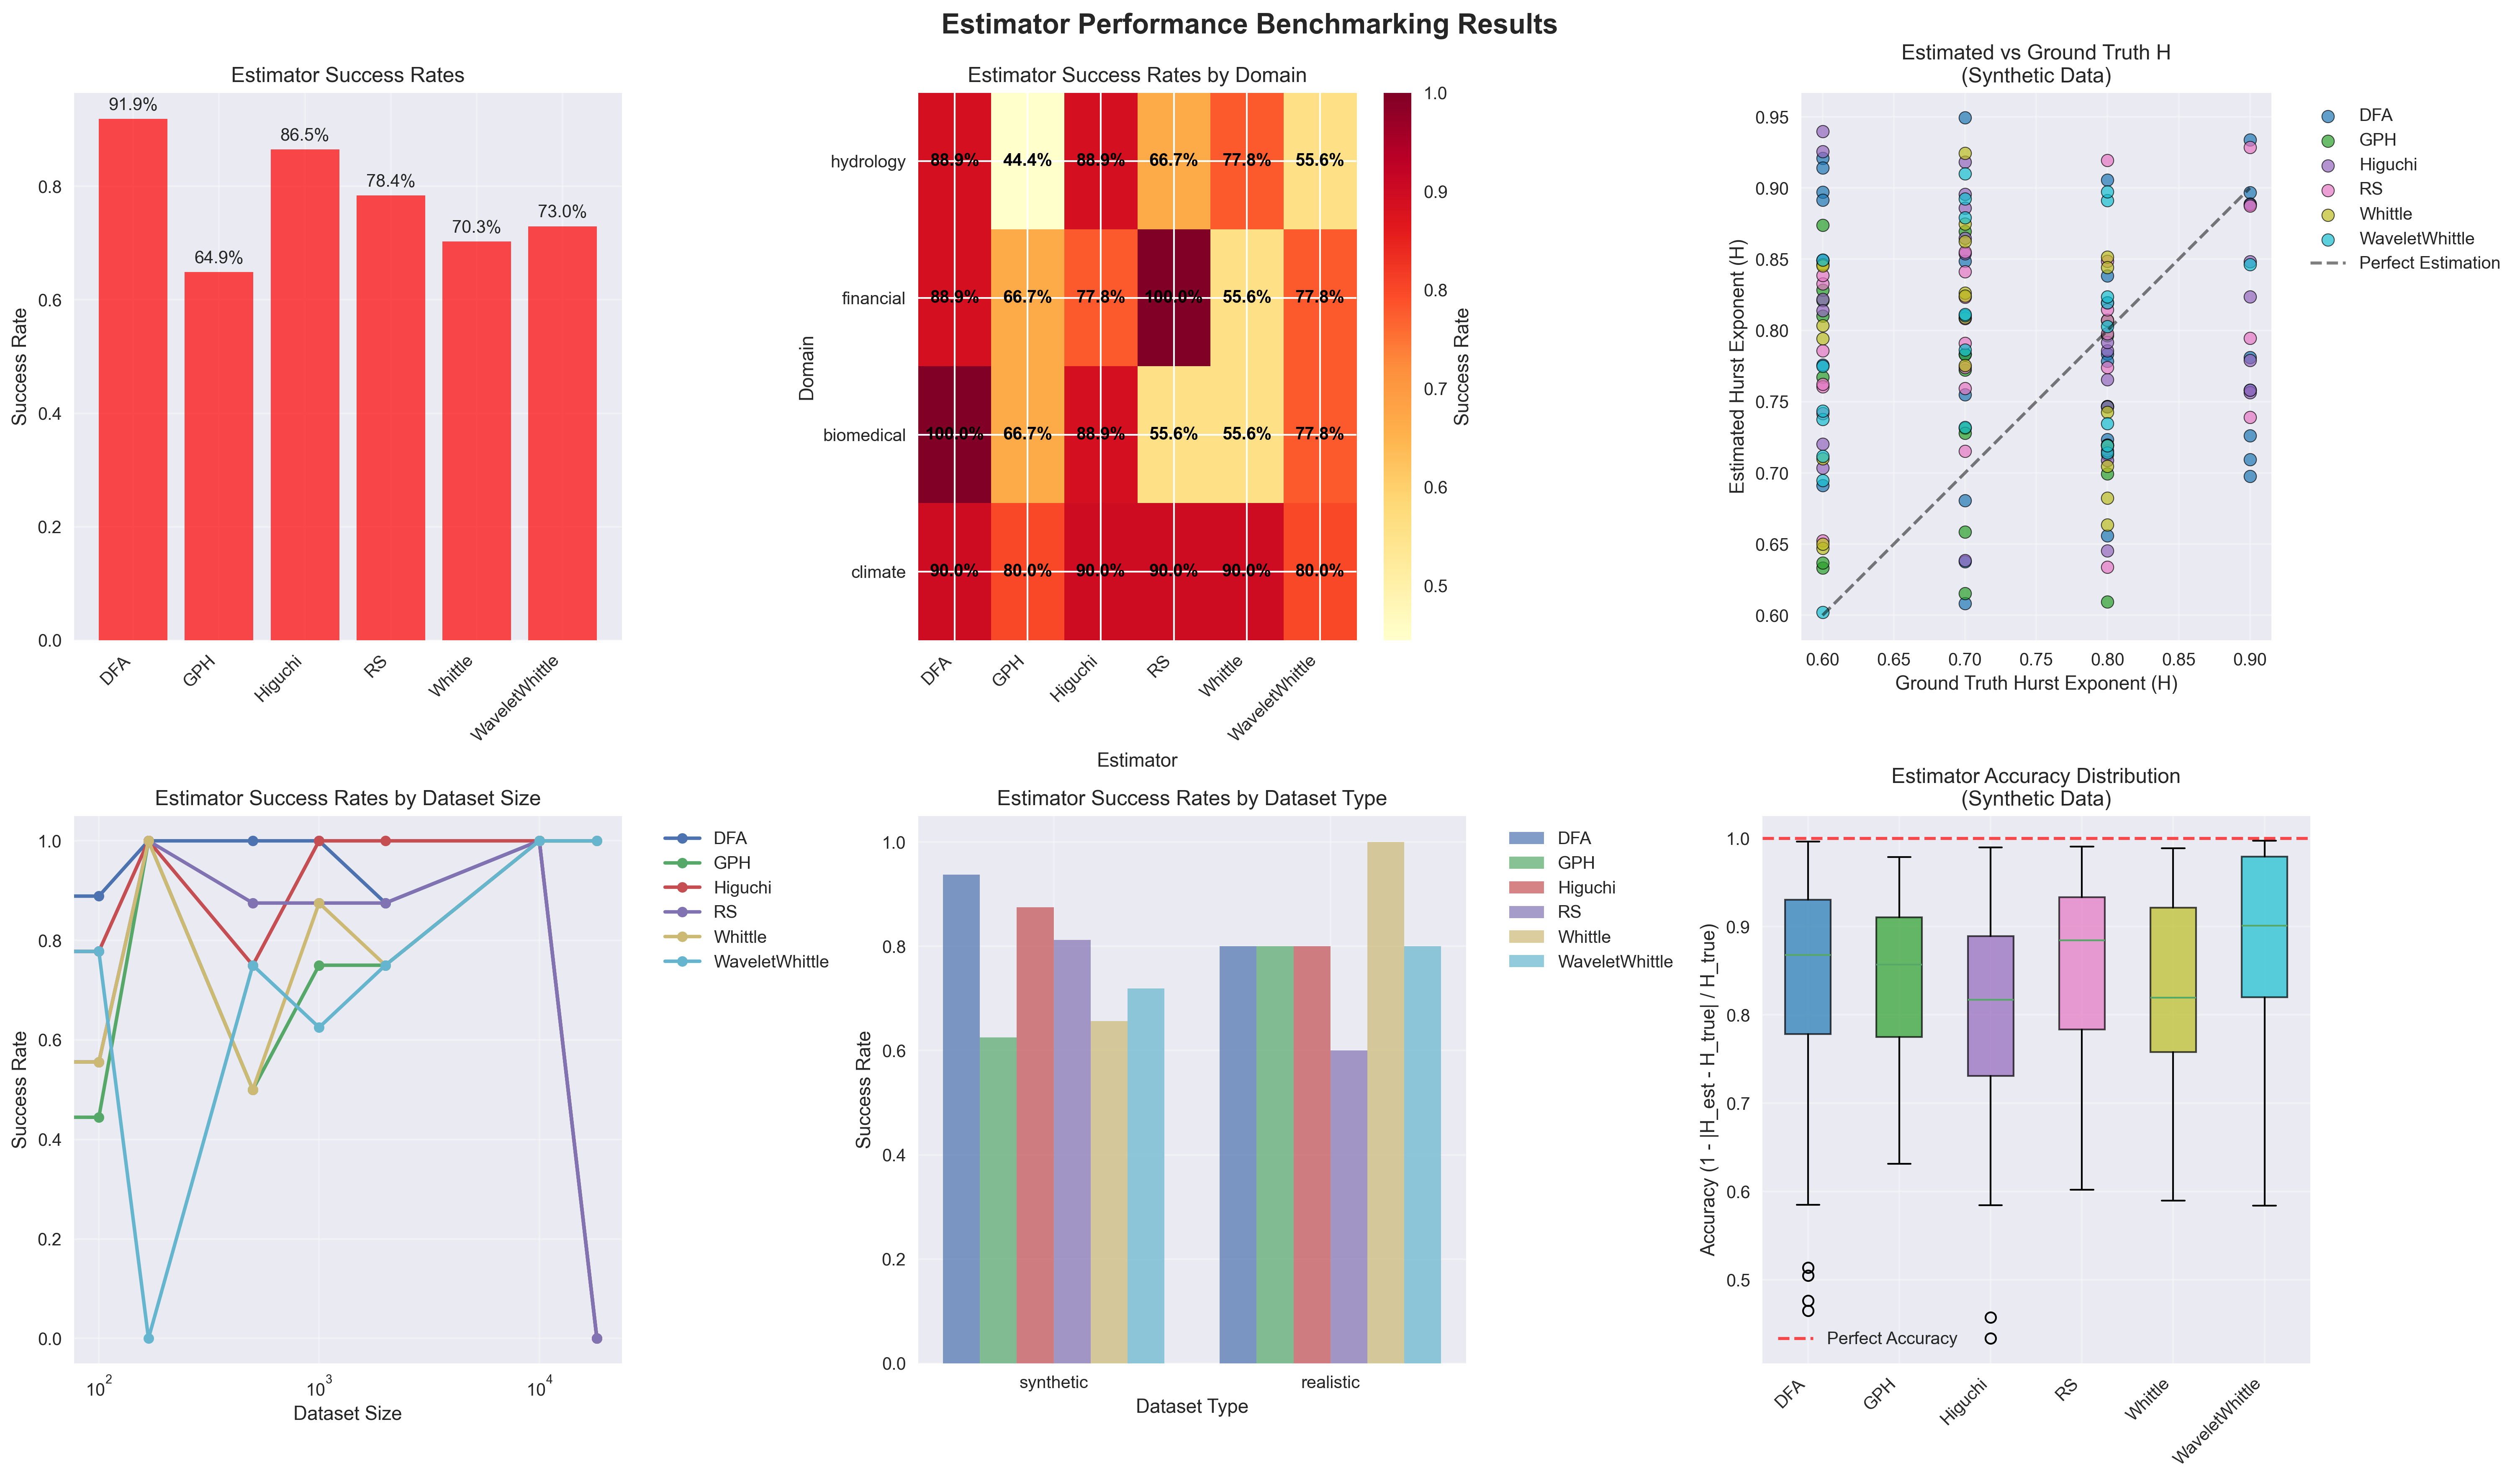 Estimator Performance Benchmarking Results
Estimator Success Rates
91.9%
64.9%
86.5%
78.4%
70.3%
73.0%
Success Rate
0.8
0.6
0.4
0.2
0.0
DFA
GPH
Higuchi
RS
Whittle
WaveletWhittle
Estimator Success Rates by Domain
Domain
hydrology
88.9% 44.4% 88.9% 66.7% 77.8% 55.6%
financial
88.9% 66.7% 77.8% 100.0% 55.6% 77.8%
biomedical
100.0% 66.7% 88.9% 55.6% 55.6% 77.8%
climate
90.0% 80.0% 90.0% 90.0% 90.0% 80.0%
DFA
GPH
Higuchi
RS
Whittle
WaveletWhittle
Estimator
1.0
0.9
0.8
0.7
0.6
0.5
Success Rate
Estimated vs Ground Truth H
(Synthetic Data)
Estimated Hurst Exponent (H)
0.95
0.90
0.85
0.80
0.75
0.70
0.65
0.60
0.60 0.65 0.70 0.75 0.80 0.85 0.90
Ground Truth Hurst Exponent (H)
DFA
GPH
Higuchi
RS
Whittle
WaveletWhittle
Perfect Estimation
Estimator Success Rates by Dataset Size
Success Rate
1.0
0.8
0.6
0.4
0.2
0.0
10² 10³ 10⁴
Dataset Size
DFA
GPH
Higuchi
RS
Whittle
WaveletWhittle
Estimator Success Rates by Dataset Type
Success Rate
1.0
0.8
0.6
0.4
0.2
0.0
synthetic realistic
Dataset Type
DFA
GPH
Higuchi
RS
Whittle
WaveletWhittle
Estimator Accuracy Distribution
(Synthetic Data)
Accuracy (1 - |H_est - H_true| / H_true)
1.0
0.9
0.8
0.7
0.6
0.5
Perfect Accuracy
DFA
GPH
Higuchi
RS
Whittle
WaveletWhittle